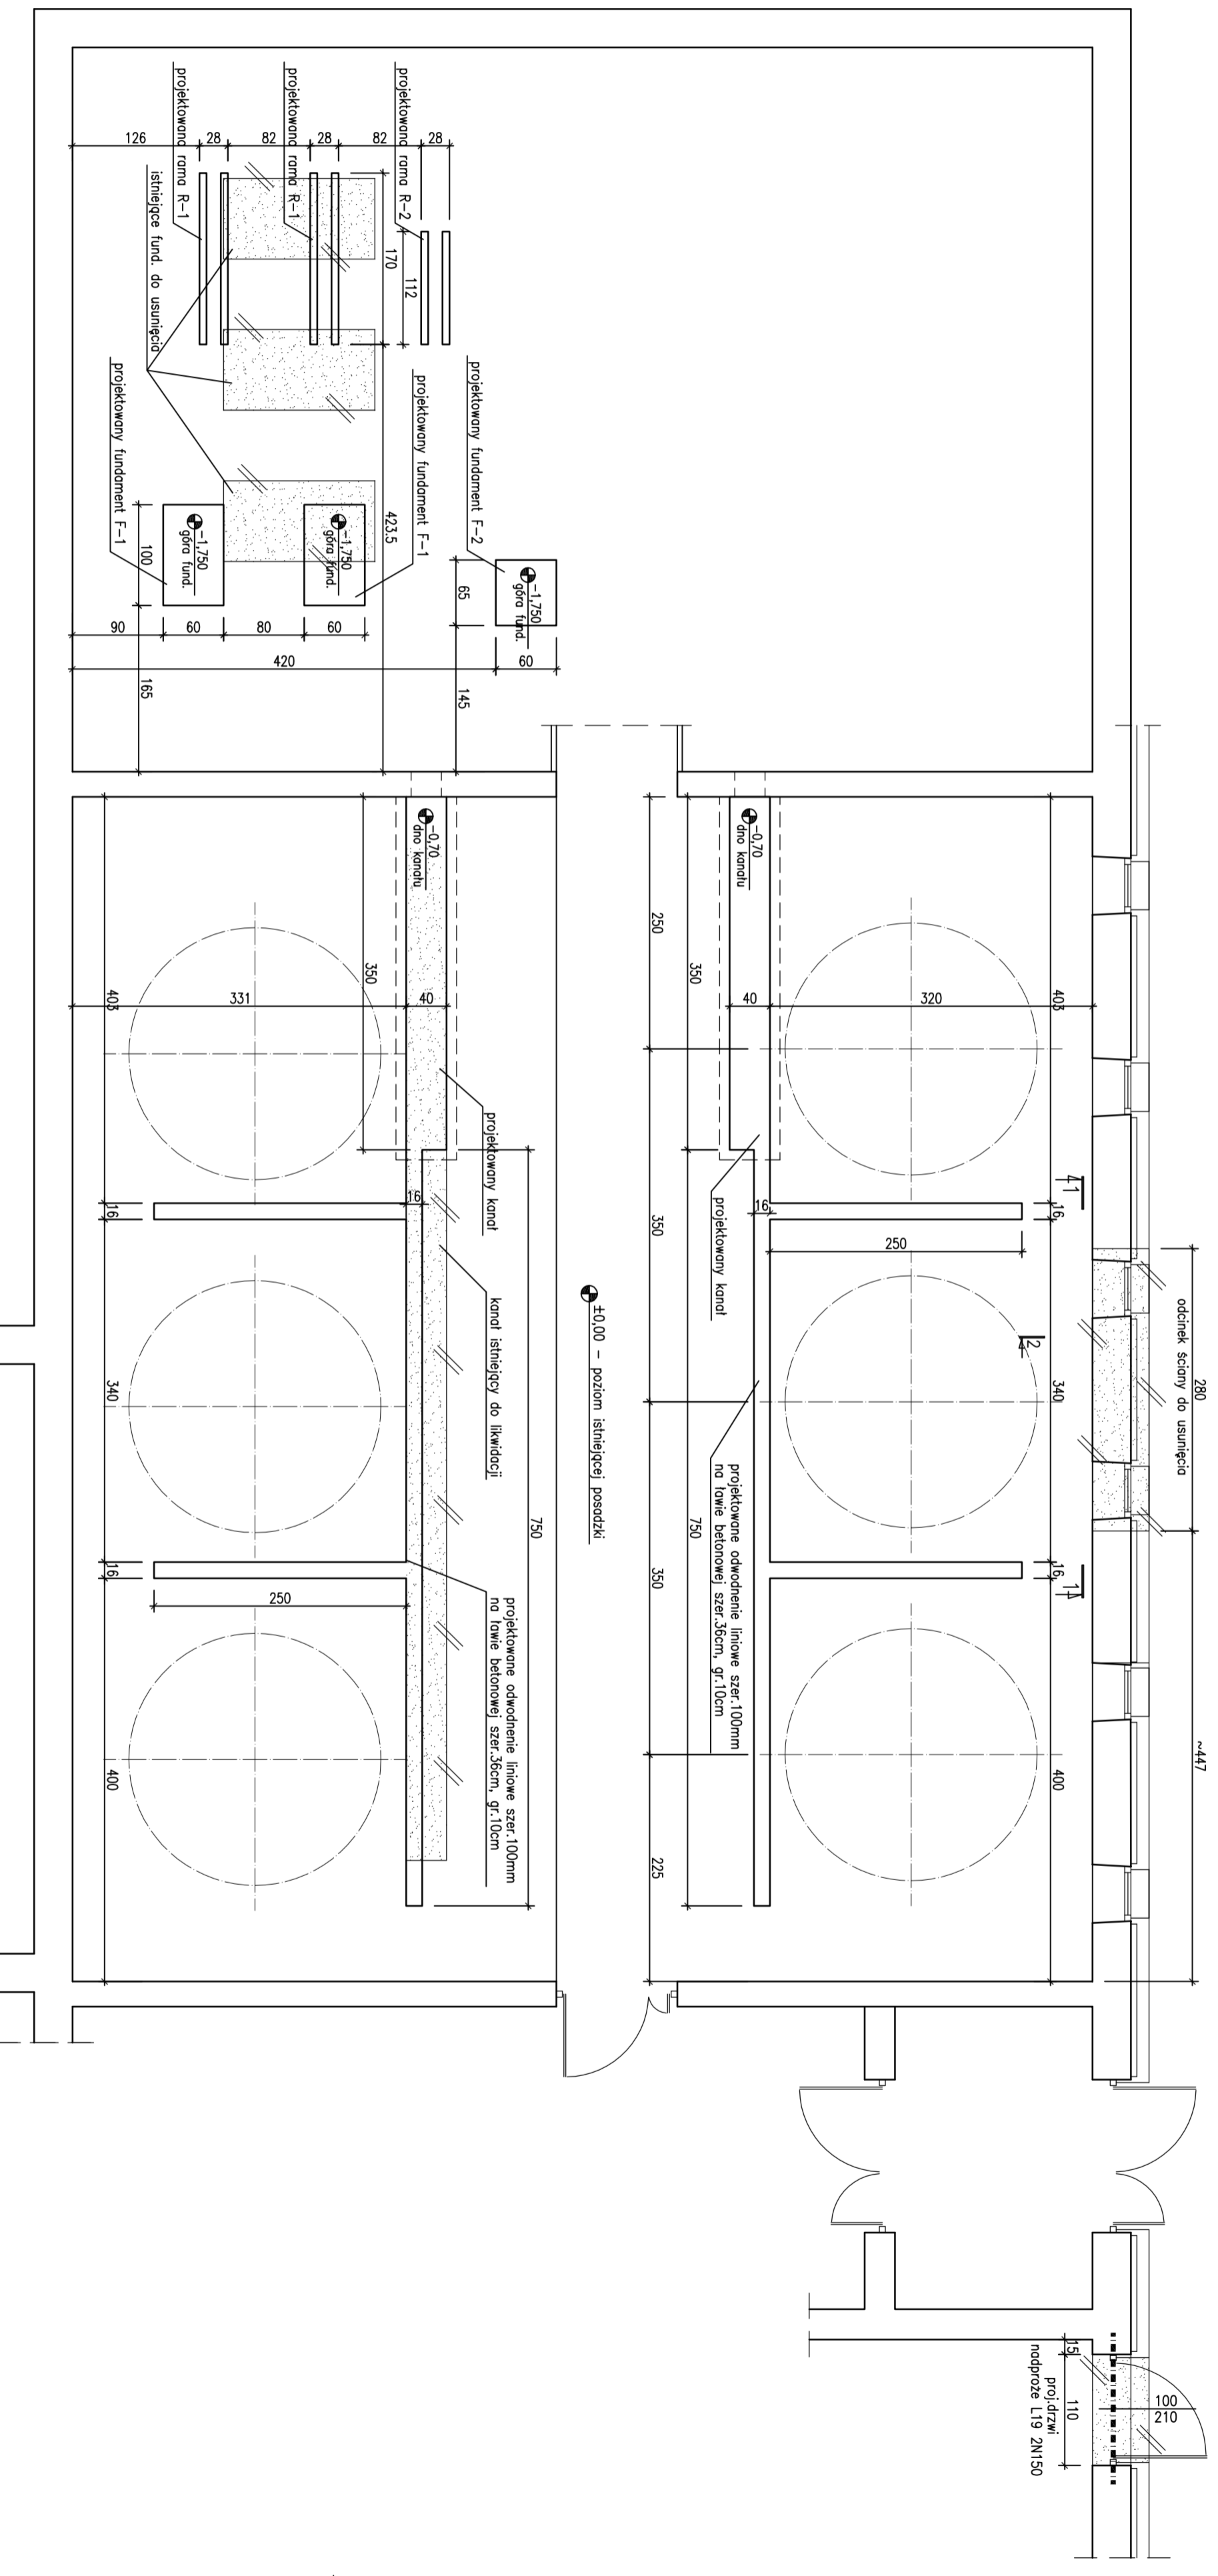 projektowana rama R-1
projektowana rama R-1
projektowana rama R-2
istniejące fund. do usunięcia
projektowany fundament F-1
projektowany fundament F-1
projektowany fundament F-2
126
28
82
28
82
28
170
112
423.5
-1,750
góra fund.
-1,750
góra fund.
-1,750
góra fund.
100
65
90
60
80
60
420
60
165
145
-0,70
dno kanału
-0,70
dno kanału
403
331
350
40
250
350
40
320
403
projektowany kanał
projektowany kanał
16
16
16
16
1
250
350
280
odcinek ściany do usunięcia
2
kanał istniejący do likwidacji
±0,00 - poziom istniejącej posadzki
340
340
750
750
projektowane odwodnienie liniowe szer.100mm
na ławie betonowej szer.36cm, gr.10cm
projektowane odwodnienie liniowe szer.100mm
na ławie betonowej szer.36cm, gr.10cm
16
16
1
250
350
~447
400
400
225
15
110
proj.drzwi
nadproże L19 2N150
100
210